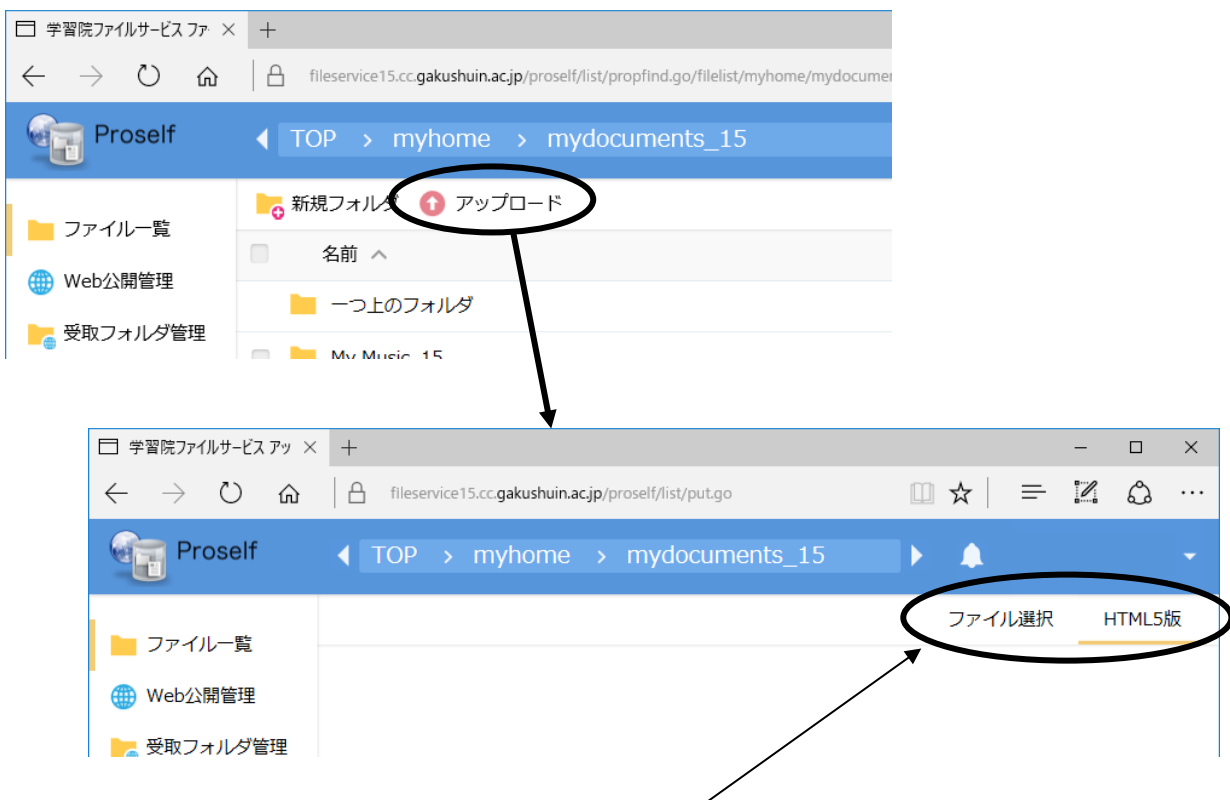 学習院ファイルサービス ファ
fileservice15.cc.gakushuin.ac.jp/proself/list/propfind.go/filelist/myhome/mydocumen
Proself
TOP > myhome > mydocuments_15
新規フォルダ アップロード
ファイル一覧
名前
Web公開管理
一つ上のフォルダ
受取フォルダ管理
My Music_15
学習院ファイルサービス アッ
fileservice15.cc.gakushuin.ac.jp/proself/list/put.go
Proself
TOP > myhome > mydocuments_15
ファイル選択 HTML5版
ファイル一覧
Web公開管理
受取フォルダ管理